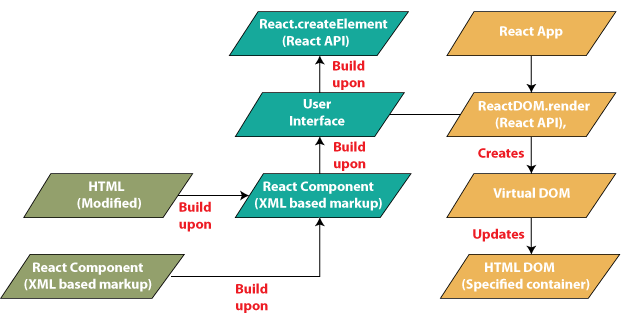 React.createElement
(React API)
React App
Build
upon
User
Interface
ReactDOM.render
(React API),
Build
upon
Creates
HTML
(Modified)
Build
upon
React Component
(XML based markup)
Virtual DOM
Updates
React Component
(XML based markup)
Build
upon
HTML DOM
(Specified container)